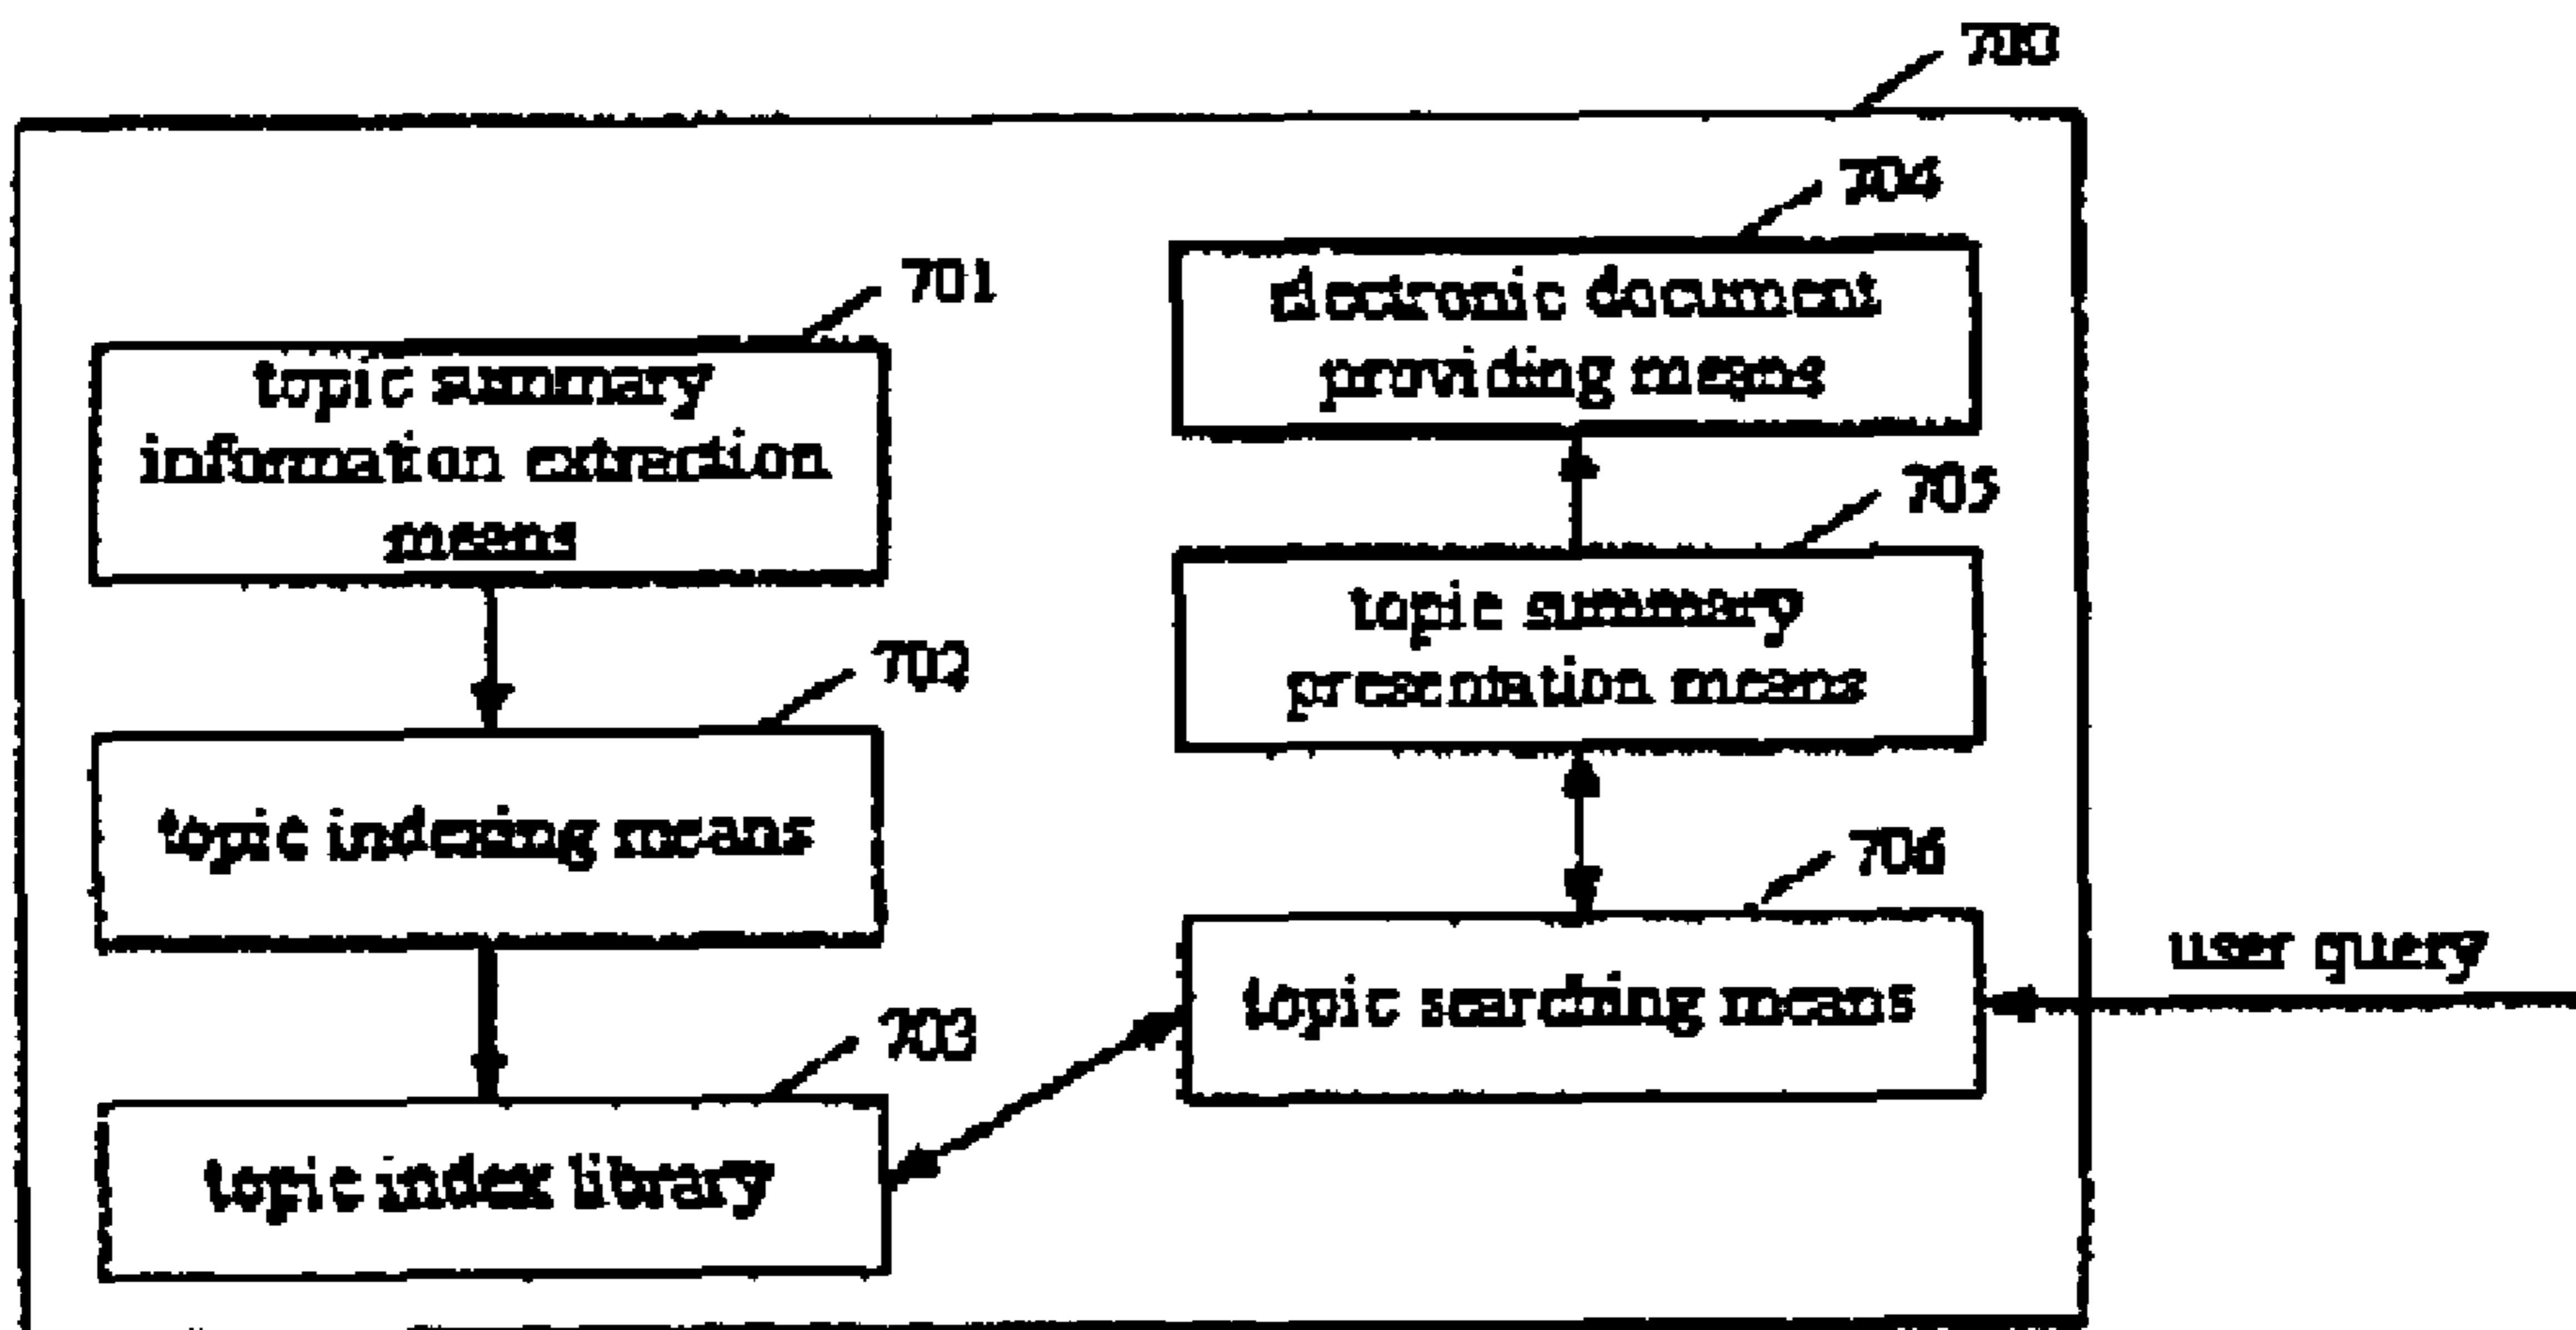 700
704
electronic document
providing means
701
topic summary
information extraction
means
705
topic summary
presentation means
702
topic indexing means
706
topic searching means
user query
703
topic index library